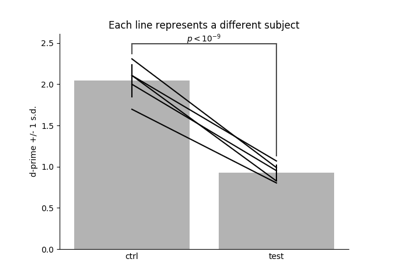 Each line represents a different subject
p < 10⁻⁹
2.5
2.0
1.5
1.0
0.5
0.0
d-prime +/- 1 s.d.
ctrl test